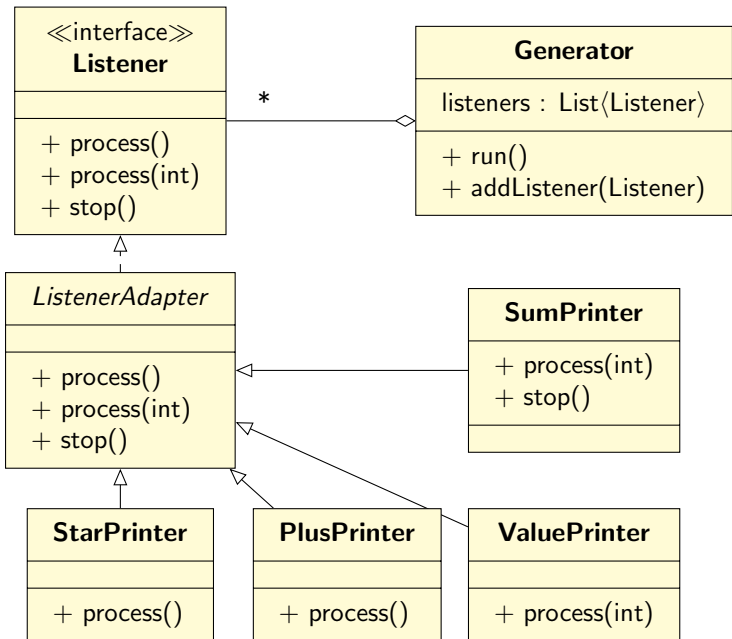 ≪interface≫
Listener
+ process()
+ process(int)
+ stop()
*
Generator
listeners : List⟨Listener⟩
+ run()
+ addListener(Listener)
ListenerAdapter
+ process()
+ process(int)
+ stop()
SumPrinter
+ process(int)
+ stop()
StarPrinter
+ process()
PlusPrinter
+ process()
ValuePrinter
+ process(int)